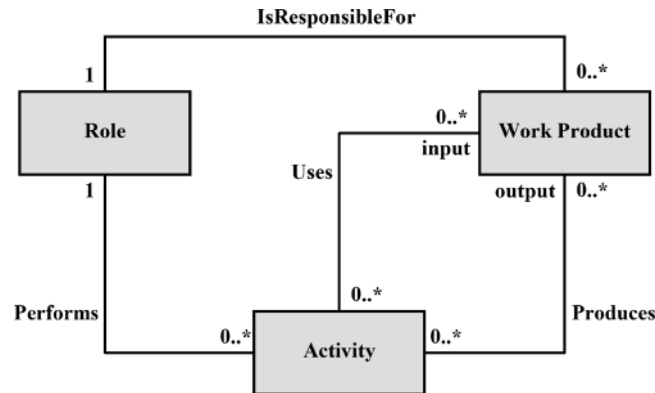 IsResponsibleFor
1
0..*
Role
0..*
Work Product
input
Uses
1
output
0..*
0..*
Performs
Produces
0..*
0..*
Activity